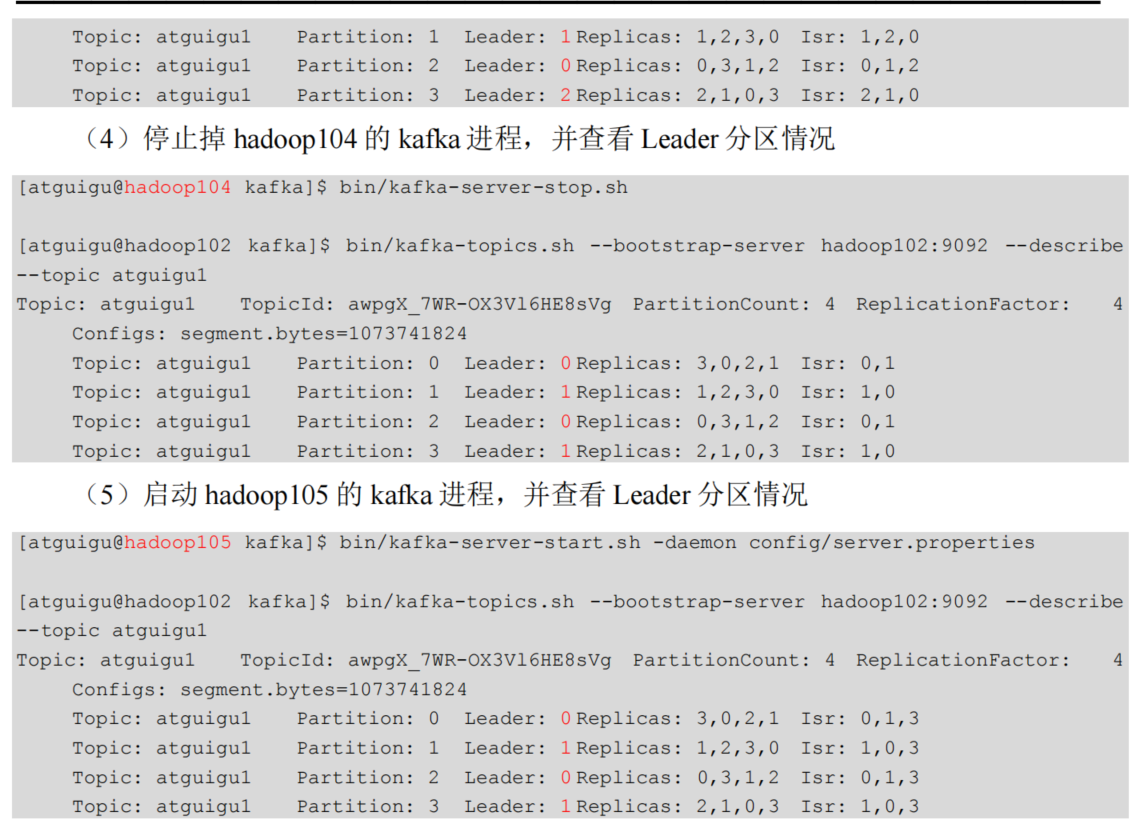 Topic: atguigu1 Partition: 1 Leader: 1 Replicas: 1,2,3,0 Isr: 1,2,0
Topic: atguigu1 Partition: 2 Leader: 0 Replicas: 0,3,1,2 Isr: 0,1,2
Topic: atguigu1 Partition: 3 Leader: 2 Replicas: 2,1,0,3 Isr: 2,1,0
（4）停止掉 hadoop104 的 kafka 进程，并查看 Leader 分区情况
[atguigu@hadoop104 kafka]$ bin/kafka-server-stop.sh
[atguigu@hadoop102 kafka]$ bin/kafka-topics.sh --bootstrap-server hadoop102:9092 --describe
--topic atguigu1
Topic: atguigu1 TopicId: awpgX_7WR-OX3Vl6HE8sVg PartitionCount: 4 ReplicationFactor: 4
Configs: segment.bytes=1073741824
Topic: atguigu1 Partition: 0 Leader: 0 Replicas: 3,0,2,1 Isr: 0,1
Topic: atguigu1 Partition: 1 Leader: 1 Replicas: 1,2,3,0 Isr: 1,0
Topic: atguigu1 Partition: 2 Leader: 0 Replicas: 0,3,1,2 Isr: 0,1
Topic: atguigu1 Partition: 3 Leader: 1 Replicas: 2,1,0,3 Isr: 1,0
（5）启动 hadoop105 的 kafka 进程，并查看 Leader 分区情况
[atguigu@hadoop105 kafka]$ bin/kafka-server-start.sh -daemon config/server.properties
[atguigu@hadoop102 kafka]$ bin/kafka-topics.sh --bootstrap-server hadoop102:9092 --describe
--topic atguigu1
Topic: atguigu1 TopicId: awpgX_7WR-OX3Vl6HE8sVg PartitionCount: 4 ReplicationFactor: 4
Configs: segment.bytes=1073741824
Topic: atguigu1 Partition: 0 Leader: 0 Replicas: 3,0,2,1 Isr: 0,1,3
Topic: atguigu1 Partition: 1 Leader: 1 Replicas: 1,2,3,0 Isr: 1,0,3
Topic: atguigu1 Partition: 2 Leader: 0 Replicas: 0,3,1,2 Isr: 0,1,3
Topic: atguigu1 Partition: 3 Leader: 1 Replicas: 2,1,0,3 Isr: 1,0,3